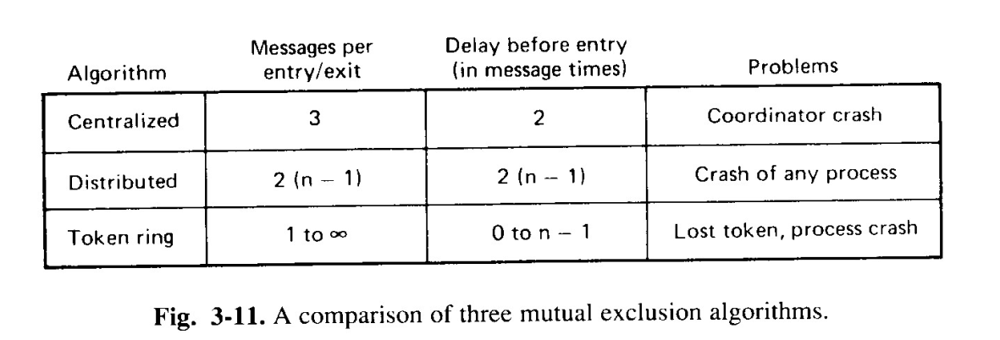 Algorithm Messages per entry/exit Delay before entry (in message times) Problems
Centralized 3 2 Coordinator crash
Distributed 2 (n – 1) 2 (n – 1) Crash of any process
Token ring 1 to ∞ 0 to n – 1 Lost token, process crash
Fig. 3-11. A comparison of three mutual exclusion algorithms.